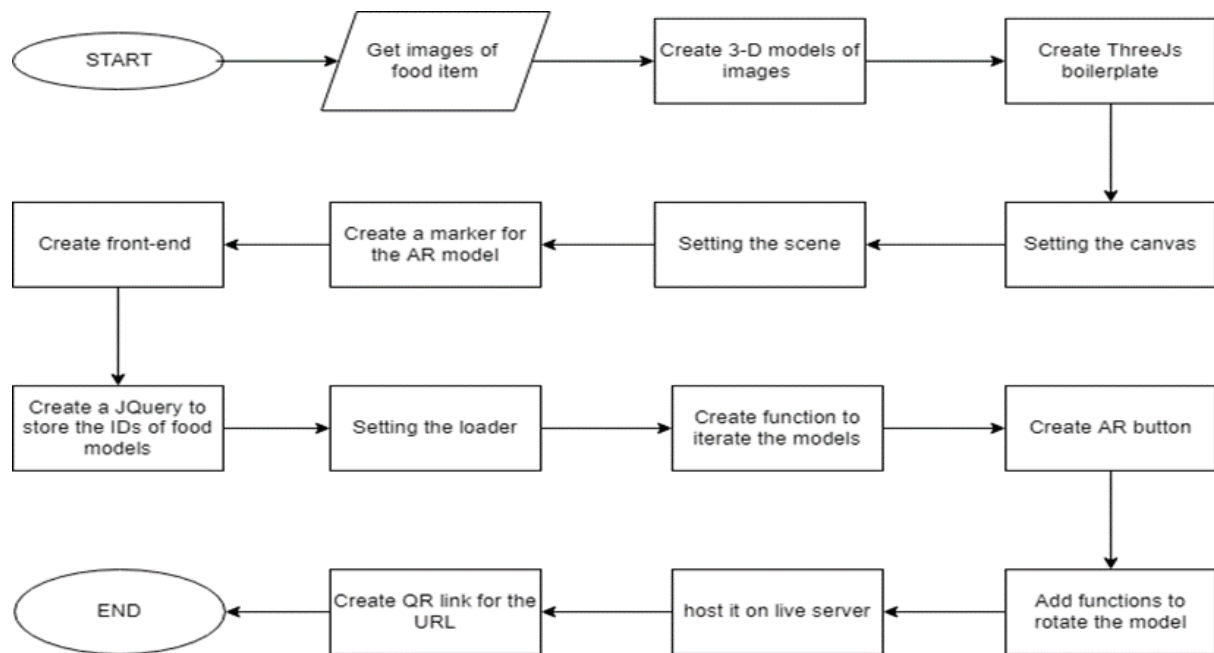 START
Get images of
food item
Create 3-D models of
images
Create ThreeJs
boilerplate
Setting the canvas
Setting the scene
Create a marker for
the AR model
Create front-end
Create a JQuery to
store the IDs of food
models
Setting the loader
Create function to
iterate the models
Create AR button
Add functions to
rotate the model
host it on live server
Create QR link for the
URL
END